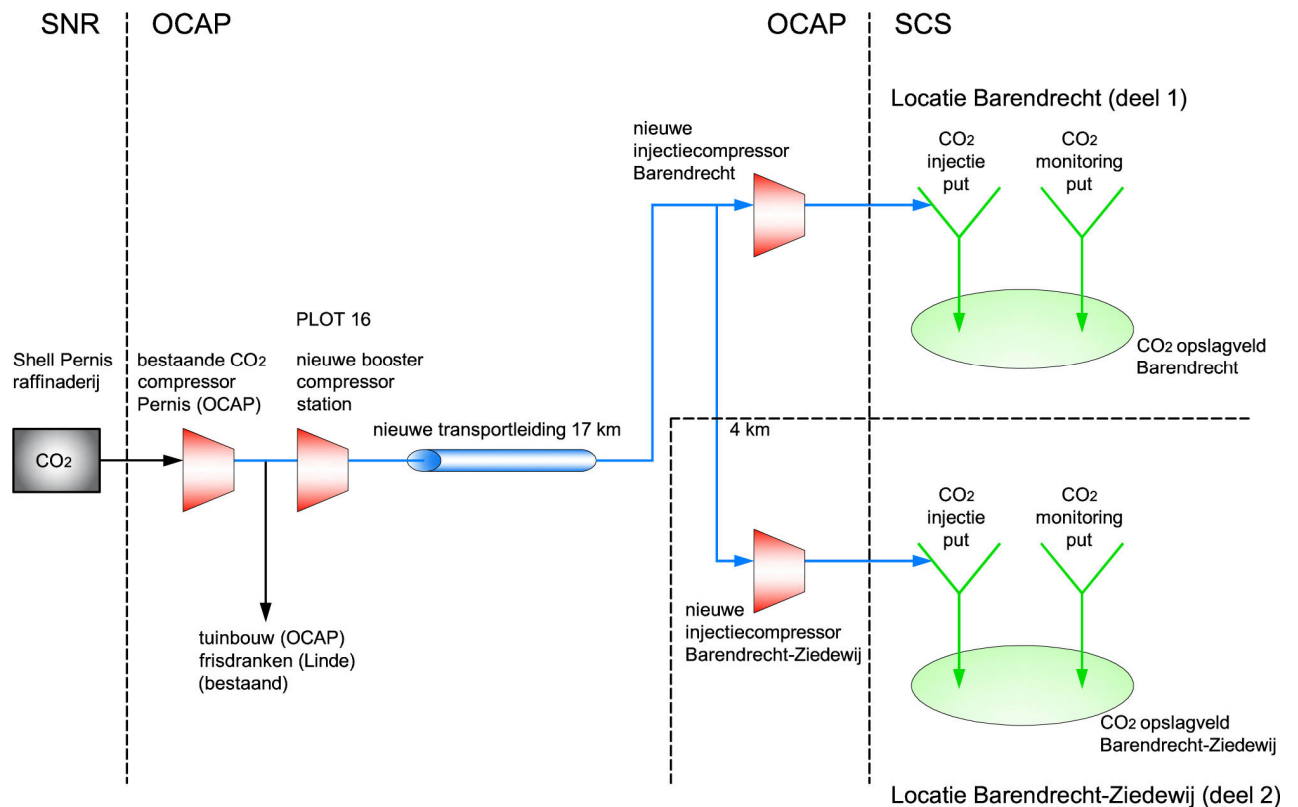 SNR
OCAP
OCAP
SCS
Locatie Barendrecht (deel 1)
nieuwe
injectiecompressor
Barendrecht
CO2
injectie
put
CO2
monitoring
put
CO2 opslagveld
Barendrecht
PLOT 16
Shell Pernis
raffinaderij
bestaande CO2
compressor
Pernis (OCAP)
nieuwe booster
compressor
station
nieuwe transportleiding 17 km
4 km
CO2
tuinbouw (OCAP)
frisdranken (Linde)
(bestaand)
nieuwe
injectiecompressor
Barendrecht-Ziedewij
CO2
injectie
put
CO2
monitoring
put
CO2 opslagveld
Barendrecht-Ziedewij
Locatie Barendrecht-Ziedewij (deel 2)